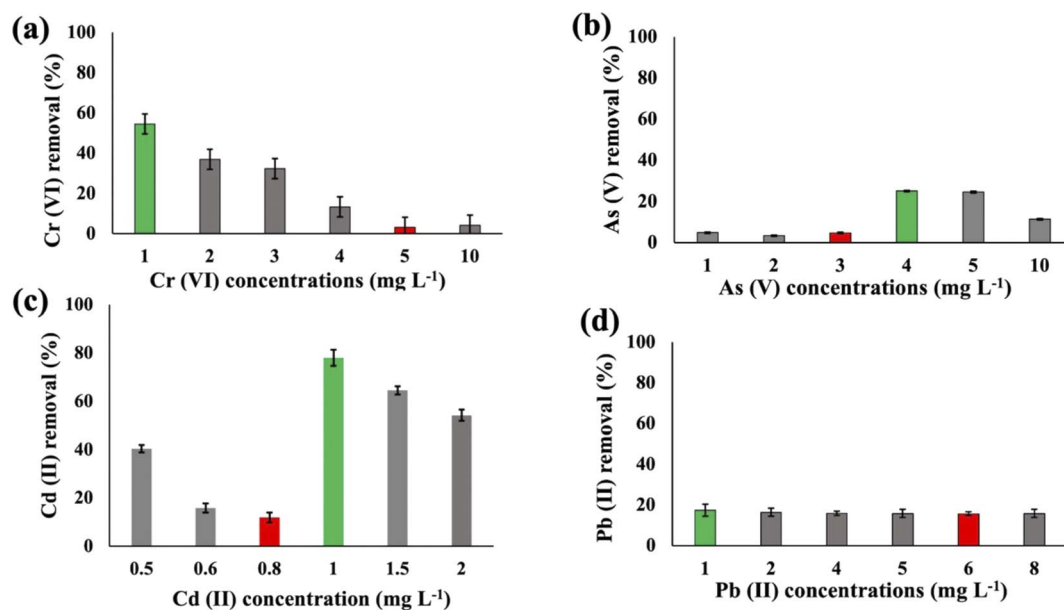 (a)
Cr (VI) removal (%)
100
80
60
40
20
0
1 2 3 4 5 10
Cr (VI) concentrations (mg L⁻¹)
(b)
As (V) removal (%)
100
80
60
40
20
0
1 2 3 4 5 10
As (V) concentrations (mg L⁻¹)
(c)
Cd (II) removal (%)
100
80
60
40
20
0
0.5 0.6 0.8 1 1.5 2
Cd (II) concentration (mg L⁻¹)
(d)
Pb (II) removal (%)
100
80
60
40
20
0
1 2 4 5 6 8
Pb (II) concentrations (mg L⁻¹)